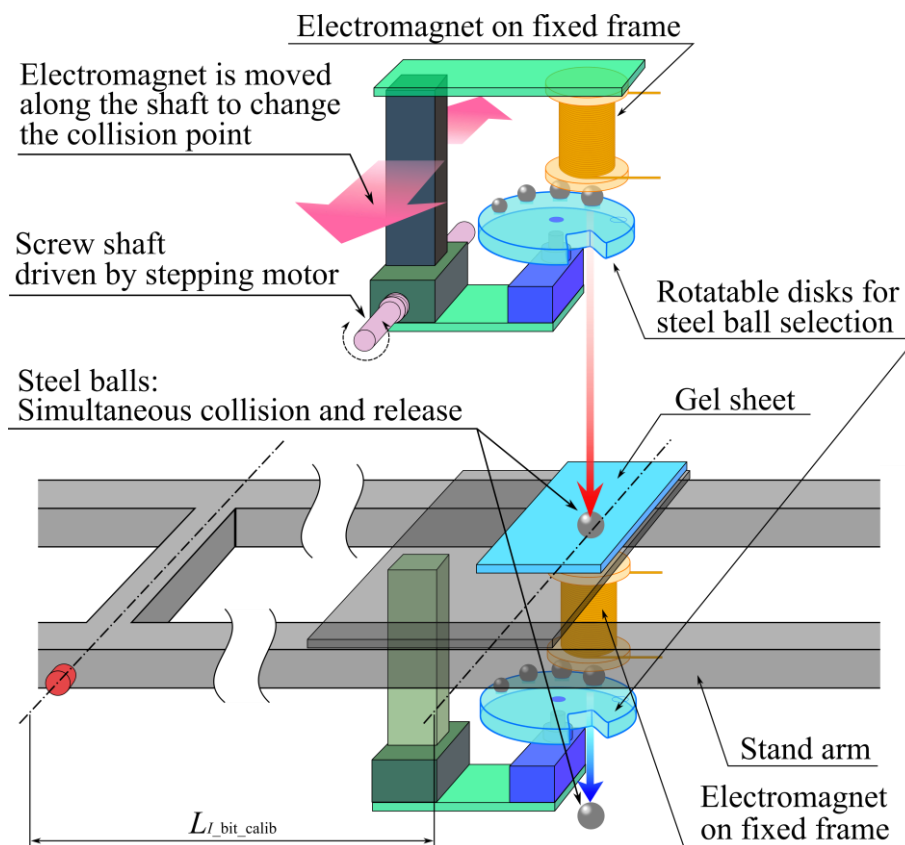 Electromagnet on fixed frame
Electromagnet is moved
along the shaft to change
the collision point
Screw shaft
driven by stepping motor
Rotatable disks for
steel ball selection
Steel balls:
Simultaneous collision and release
Gel sheet
Stand arm
Electromagnet
on fixed frame
L_I_bit_calib